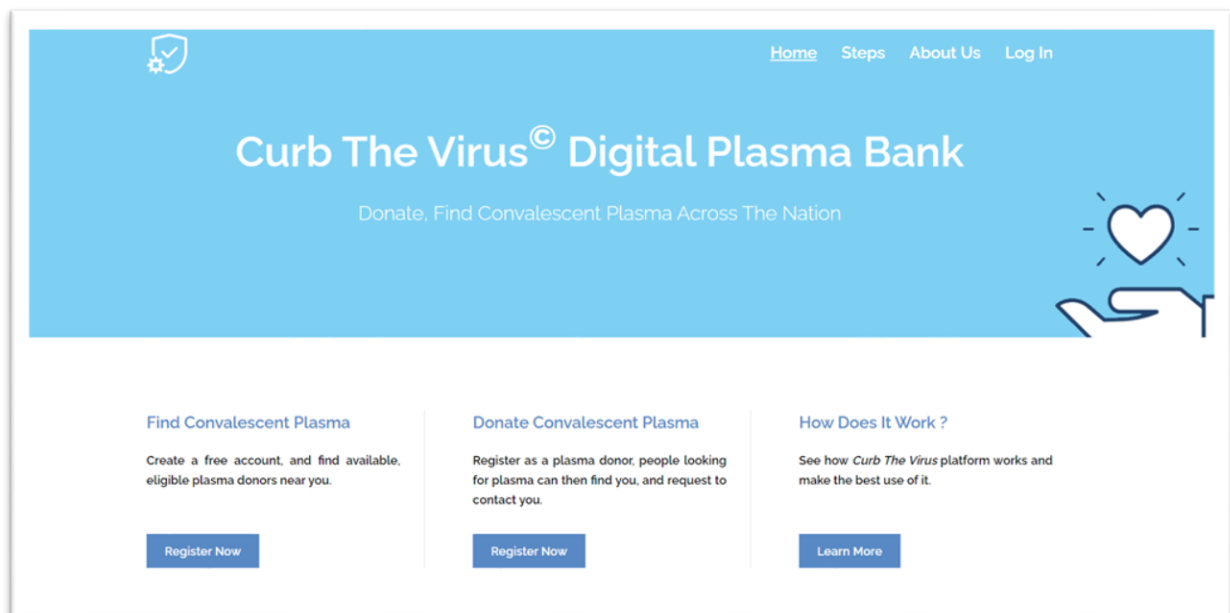 Home Steps About Us Log In
Curb The Virus© Digital Plasma Bank
Donate, Find Convalescent Plasma Across The Nation
Find Convalescent Plasma
Create a free account, and find available,
eligible plasma donors near you.
Register Now
Donate Convalescent Plasma
Register as a plasma donor, people looking
for plasma can then find you, and request to
contact you.
Register Now
How Does It Work ?
See how Curb The Virus platform works and
make the best use of it.
Learn More